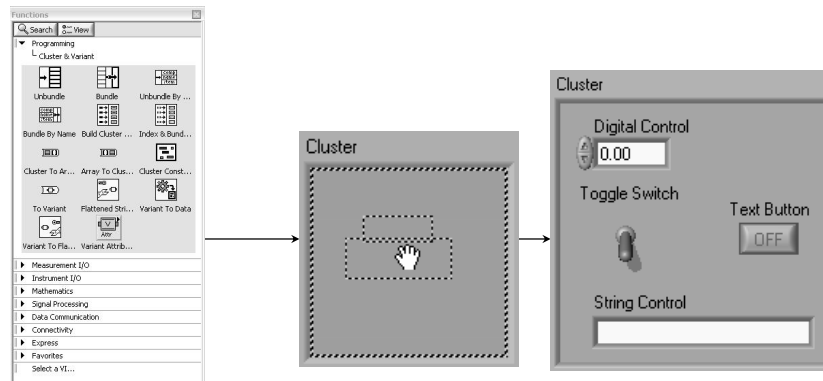 Functions
Search View
Programming
Cluster & Variant
Unbundle Bundle Unbundle By ...
Bundle By Name Build Cluster ... Index & Bund...
Cluster To Ar... Array To Clus... Cluster Const...
To Variant Flattened Stri... Variant To Data
Variant To Fla... Variant Attrib...
Measurement I/O
Instrument I/O
Mathematics
Signal Processing
Data Communication
Connectivity
Express
Favorites
Select a VI...
Cluster
Cluster
Digital Control
0.00
Toggle Switch
Text Button
OFF
String Control